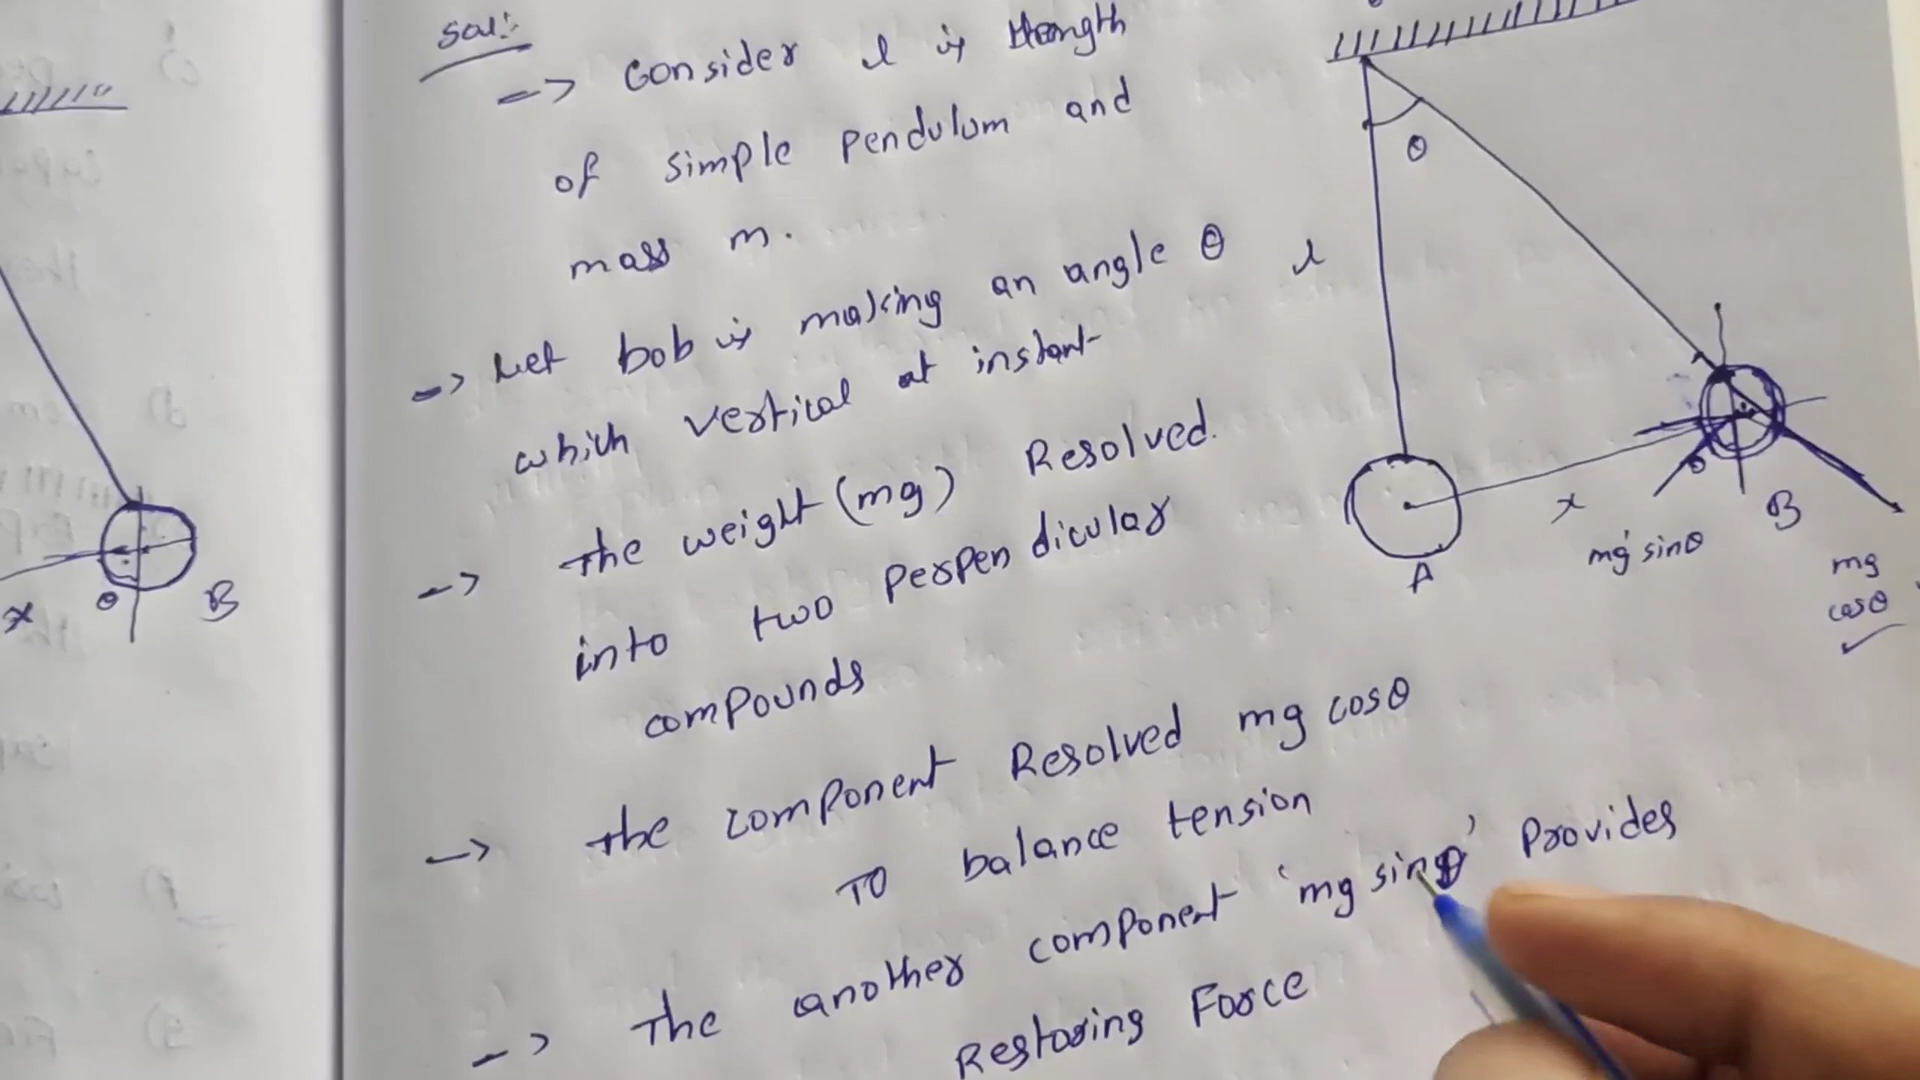 Sol:-
-> Consider l is length
of simple pendulum and
mass m.
-> Let bob is making an angle θ
which vertical at instant
-> the weight (mg) Resolved.
into two perpendicular
compounds
-> the component Resolved mg cosθ
TO balance tension
-> The another component 'mg sinθ' Provides
Restoring Force
θ
l
x
A
B
mg sinθ
mg
cosθ
x
θ
B